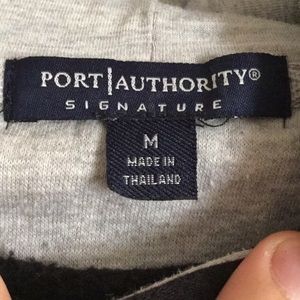 PORT AUTHORITY®
SIGNATURE
M
MADE IN
THAILAND